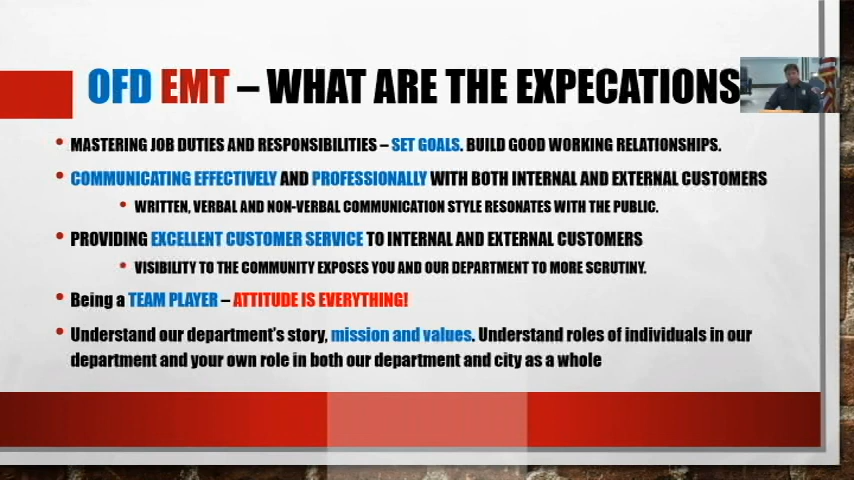 OFD EMT – WHAT ARE THE EXPECATIONS
• MASTERING JOB DUTIES AND RESPONSIBILITIES – SET GOALS. BUILD GOOD WORKING RELATIONSHIPS.
• COMMUNICATING EFFECTIVELY AND PROFESSIONALLY WITH BOTH INTERNAL AND EXTERNAL CUSTOMERS
• WRITTEN, VERBAL AND NON-VERBAL COMMUNICATION STYLE RESONATES WITH THE PUBLIC.
• PROVIDING EXCELLENT CUSTOMER SERVICE TO INTERNAL AND EXTERNAL CUSTOMERS
• VISIBILITY TO THE COMMUNITY EXPOSES YOU AND OUR DEPARTMENT TO MORE SCRUTINY.
• Being a TEAM PLAYER – ATTITUDE IS EVERYTHING!
• Understand our department's story, mission and values. Understand roles of individuals in our
department and your own role in both our department and city as a whole